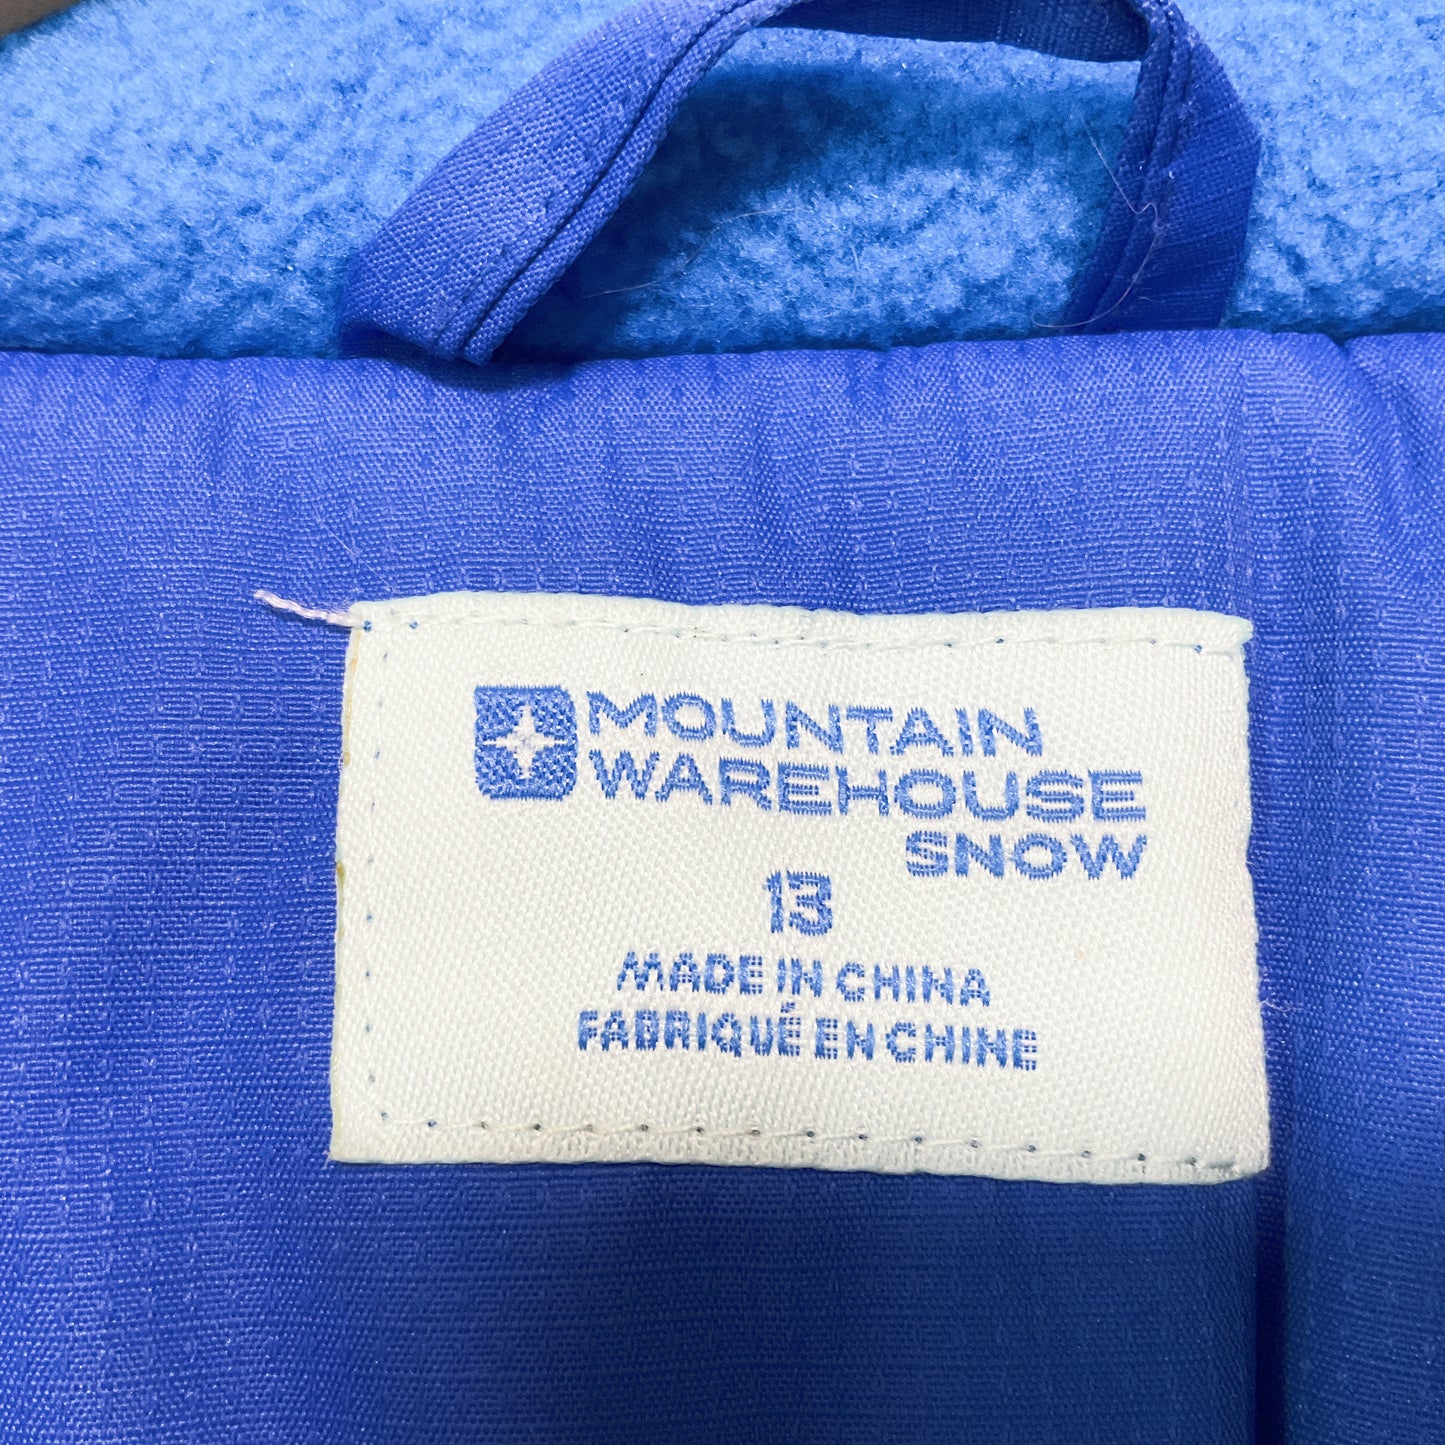 MOUNTAIN
WAREHOUSE
SNOW
13
MADE IN CHINA
FABRIQUÉ EN CHINE